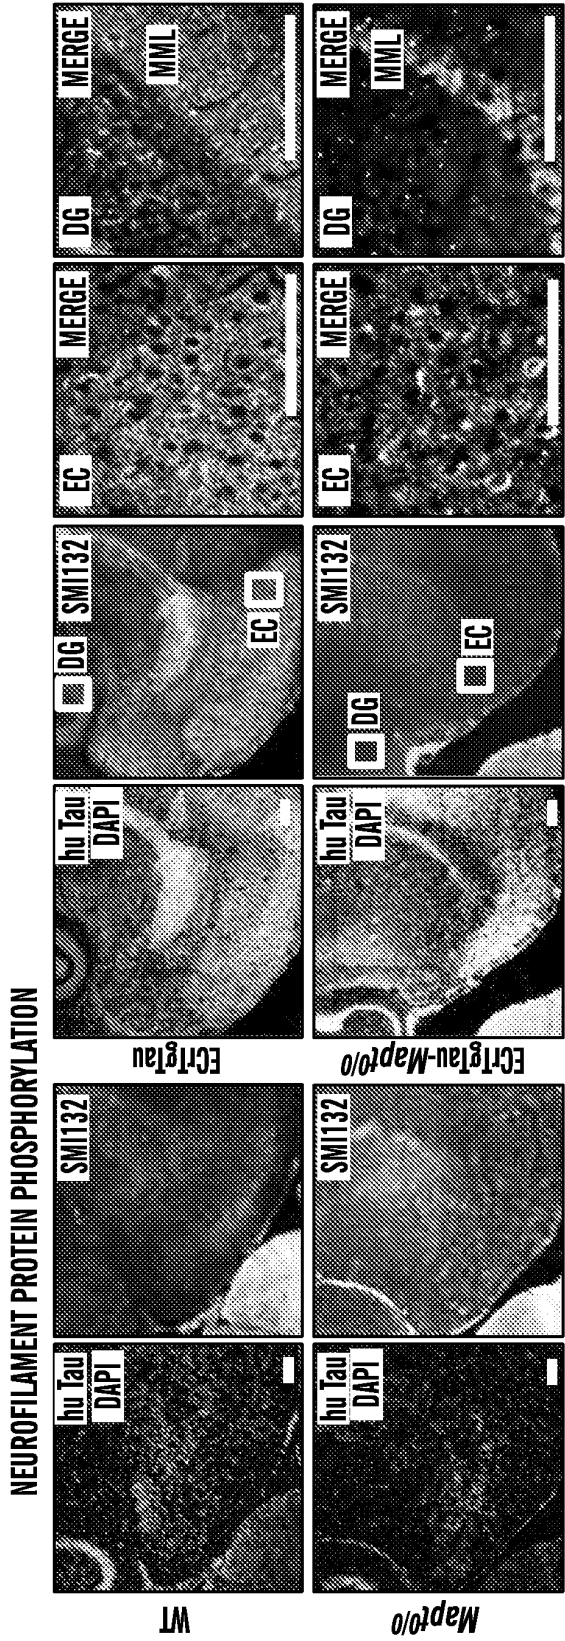 NEUROFILAMENT PROTEIN PHOSPHORYLATION
WT
hu Tau
DAPI
SMI132
ECrTgTau
hu Tau
DAPI
SMI132
DG
EC
EC
MERGE
DG
MERGE
MML
Mapt0/0
hu Tau
DAPI
SMI132
ECrTgTau-Mapt0/0
hu Tau
DAPI
SMI132
DG
EC
EC
MERGE
DG
MERGE
MML